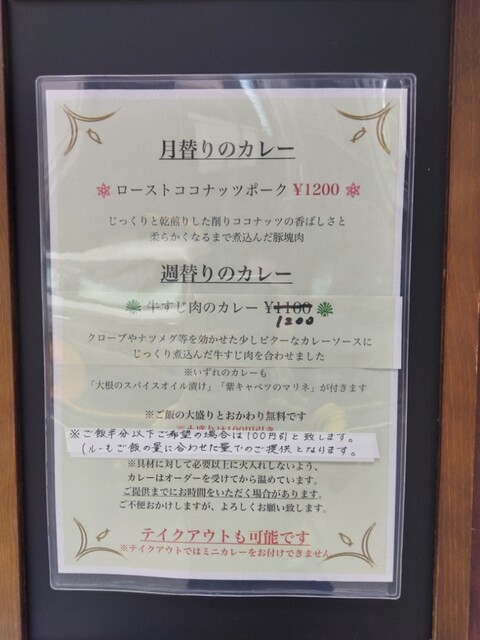 月替りのカレー
ローストココナッツポーク ¥1200
じっくりと乾煎りした削りココナッツの香ばしさと
柔らかくなるまで煮込んだ豚塊肉
週替りのカレー
牛すじ肉のカレー ¥1100
1200
クローブやナツメグ等を効かせた少しビターなカレーソースに
じっくり煮込んだ牛すじ肉を合わせました
※いずれのカレーも
「大根のスパイスオイル漬け」「紫キャベツのマリネ」が付きます
※ご飯の大盛りとおかわり無料です
※ご飯半分以下ご希望の場合は100円引と致します。
(ルーもご飯の量に合わせた量でのご提供となります。
※具材に対して必要以上に火入れしないよう、
カレーはオーダーを受けてから温めています。
ご提供までにお時間をいただく場合があります。
ご不便おかけしますが、よろしくお願い致します。
テイクアウトも可能です
※テイクアウトではミニカレーをお付けできません